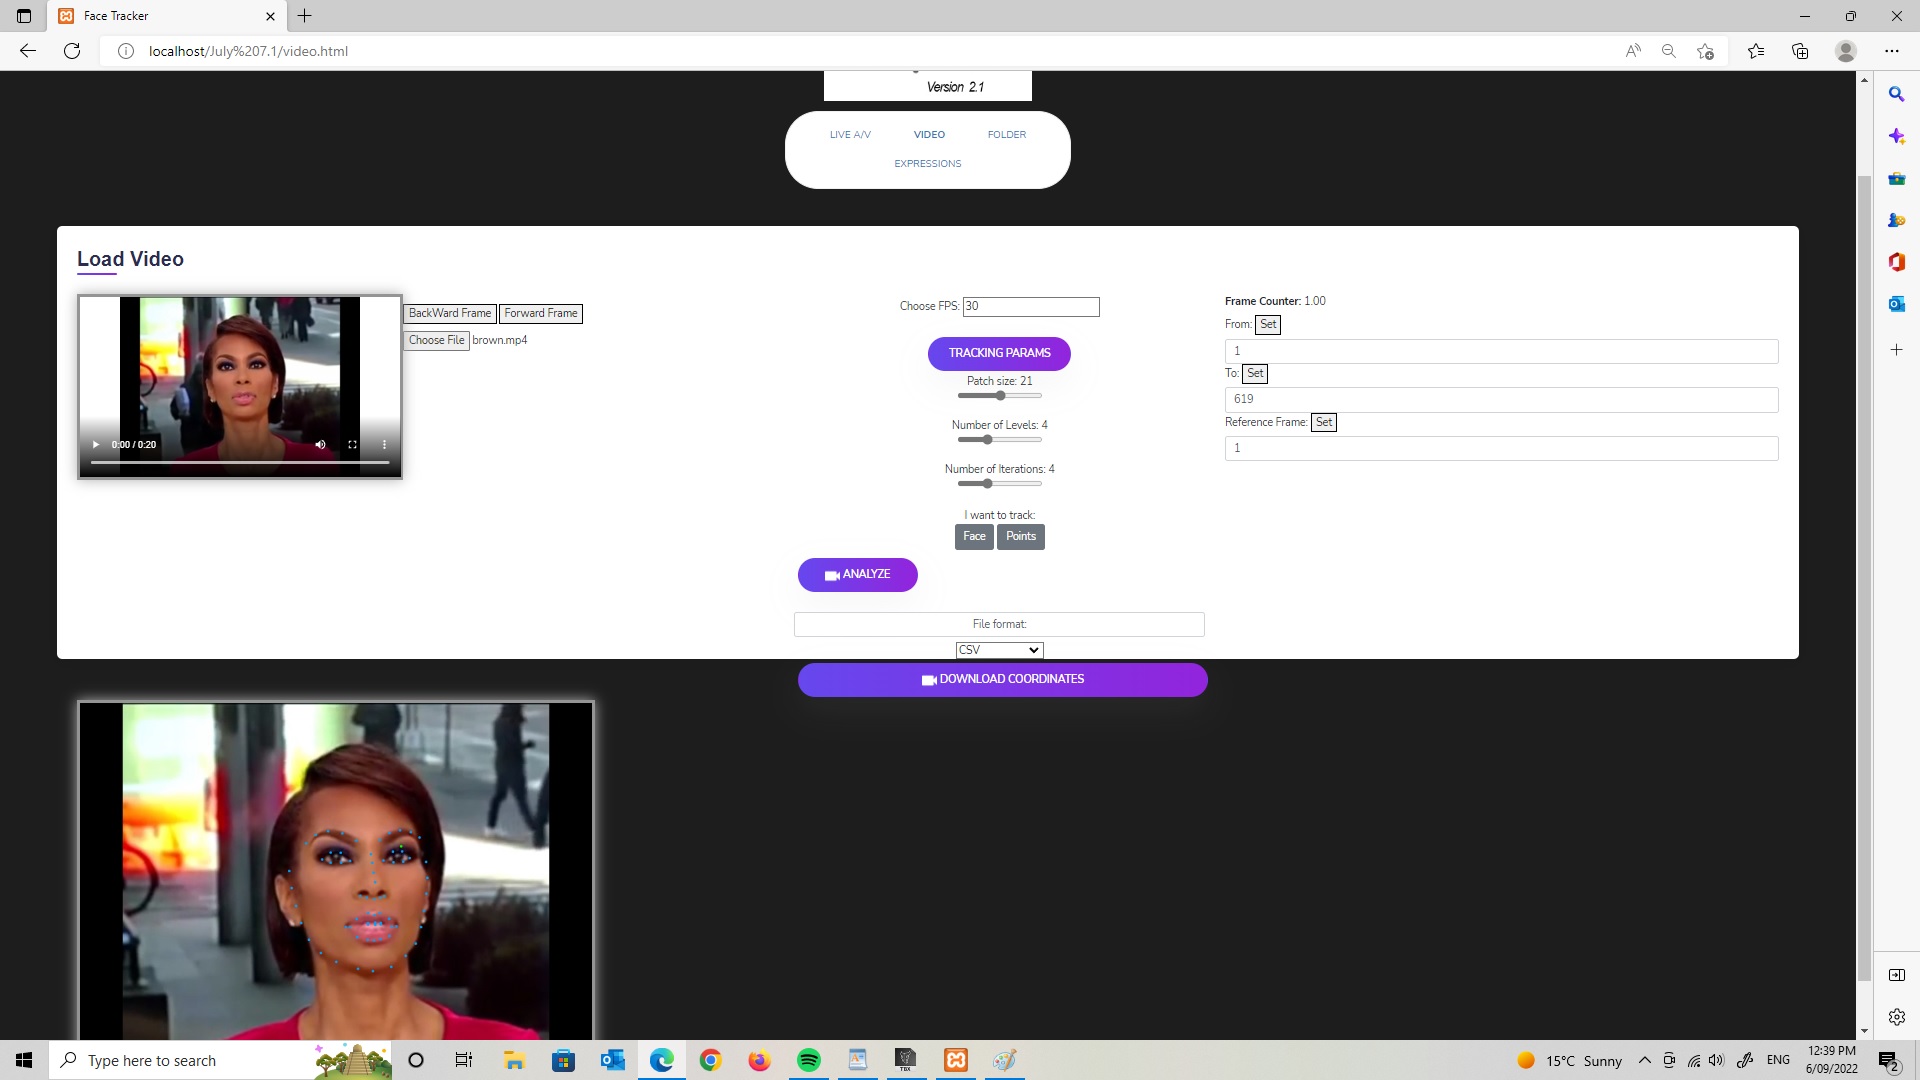 Face Tracker
localhost/July%207.1/video.html
Version 2.1
LIVE A/V VIDEO FOLDER
EXPRESSIONS
Load Video
0:00 / 0:20
BackWard Frame Forward Frame
Choose File brown.mp4
Choose FPS: 30
TRACKING PARAMS
Patch size: 21
Number of Levels: 4
Number of Iterations: 4
I want to track:
Face Points
ANALYZE
File format:
CSV
DOWNLOAD COORDINATES
Frame Counter: 1.00
From: Set
1
To: Set
619
Reference Frame: Set
1
Type here to search
TBX
15°C Sunny
ENG
12:39 PM
6/09/2022
2